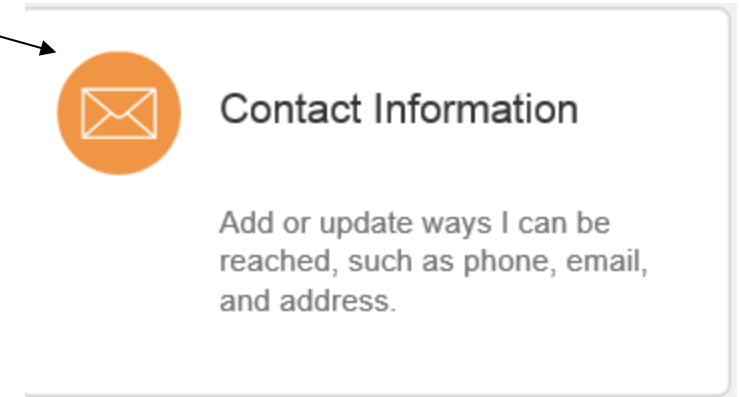 Contact Information
Add or update ways I can be
reached, such as phone, email,
and address.